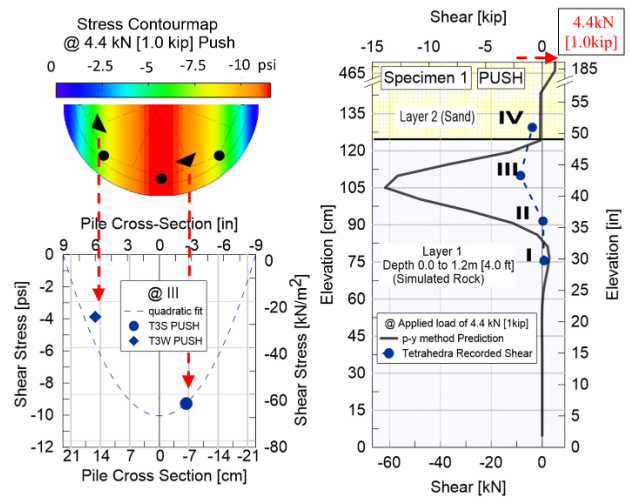 Stress Contourmap
@ 4.4 kN [1.0 kip] Push
0 -2.5 -5 -10 psi
Pile Cross-Section [in]
9 6 3 0 -3 -6 -9
Shear Stress [psi]
0
-2
-4
-6
-8
-10
-12
@ III
quadratic fit
T3S PUSH
T3W PUSH
0
-20
-40
-60
-80
Shear Stress [kN/m²]
21 14 7 0 -7 -14 -21
Pile Cross Section [cm]
Shear [kip]
-15 -10 -5 0
4.4kN
[1.0kip]
Elevation [cm]
465
135
120
105
90
75
60
45
30
15
0
Specimen 1 PUSH
Layer 2 (Sand)
IV
III
II
I
Layer 1
Depth 0.0 to 1.2m [4.0 ft]
(Simulated Rock)
@ Applied load of 4.4 kN [1kip]
p-y method Prediction
Tetrahedra Recorded Shear
185
55
50
45
40
35
30
25
20
15
10
5
0
Elevation [in]
-60 -40 -20 0
Shear [kN]